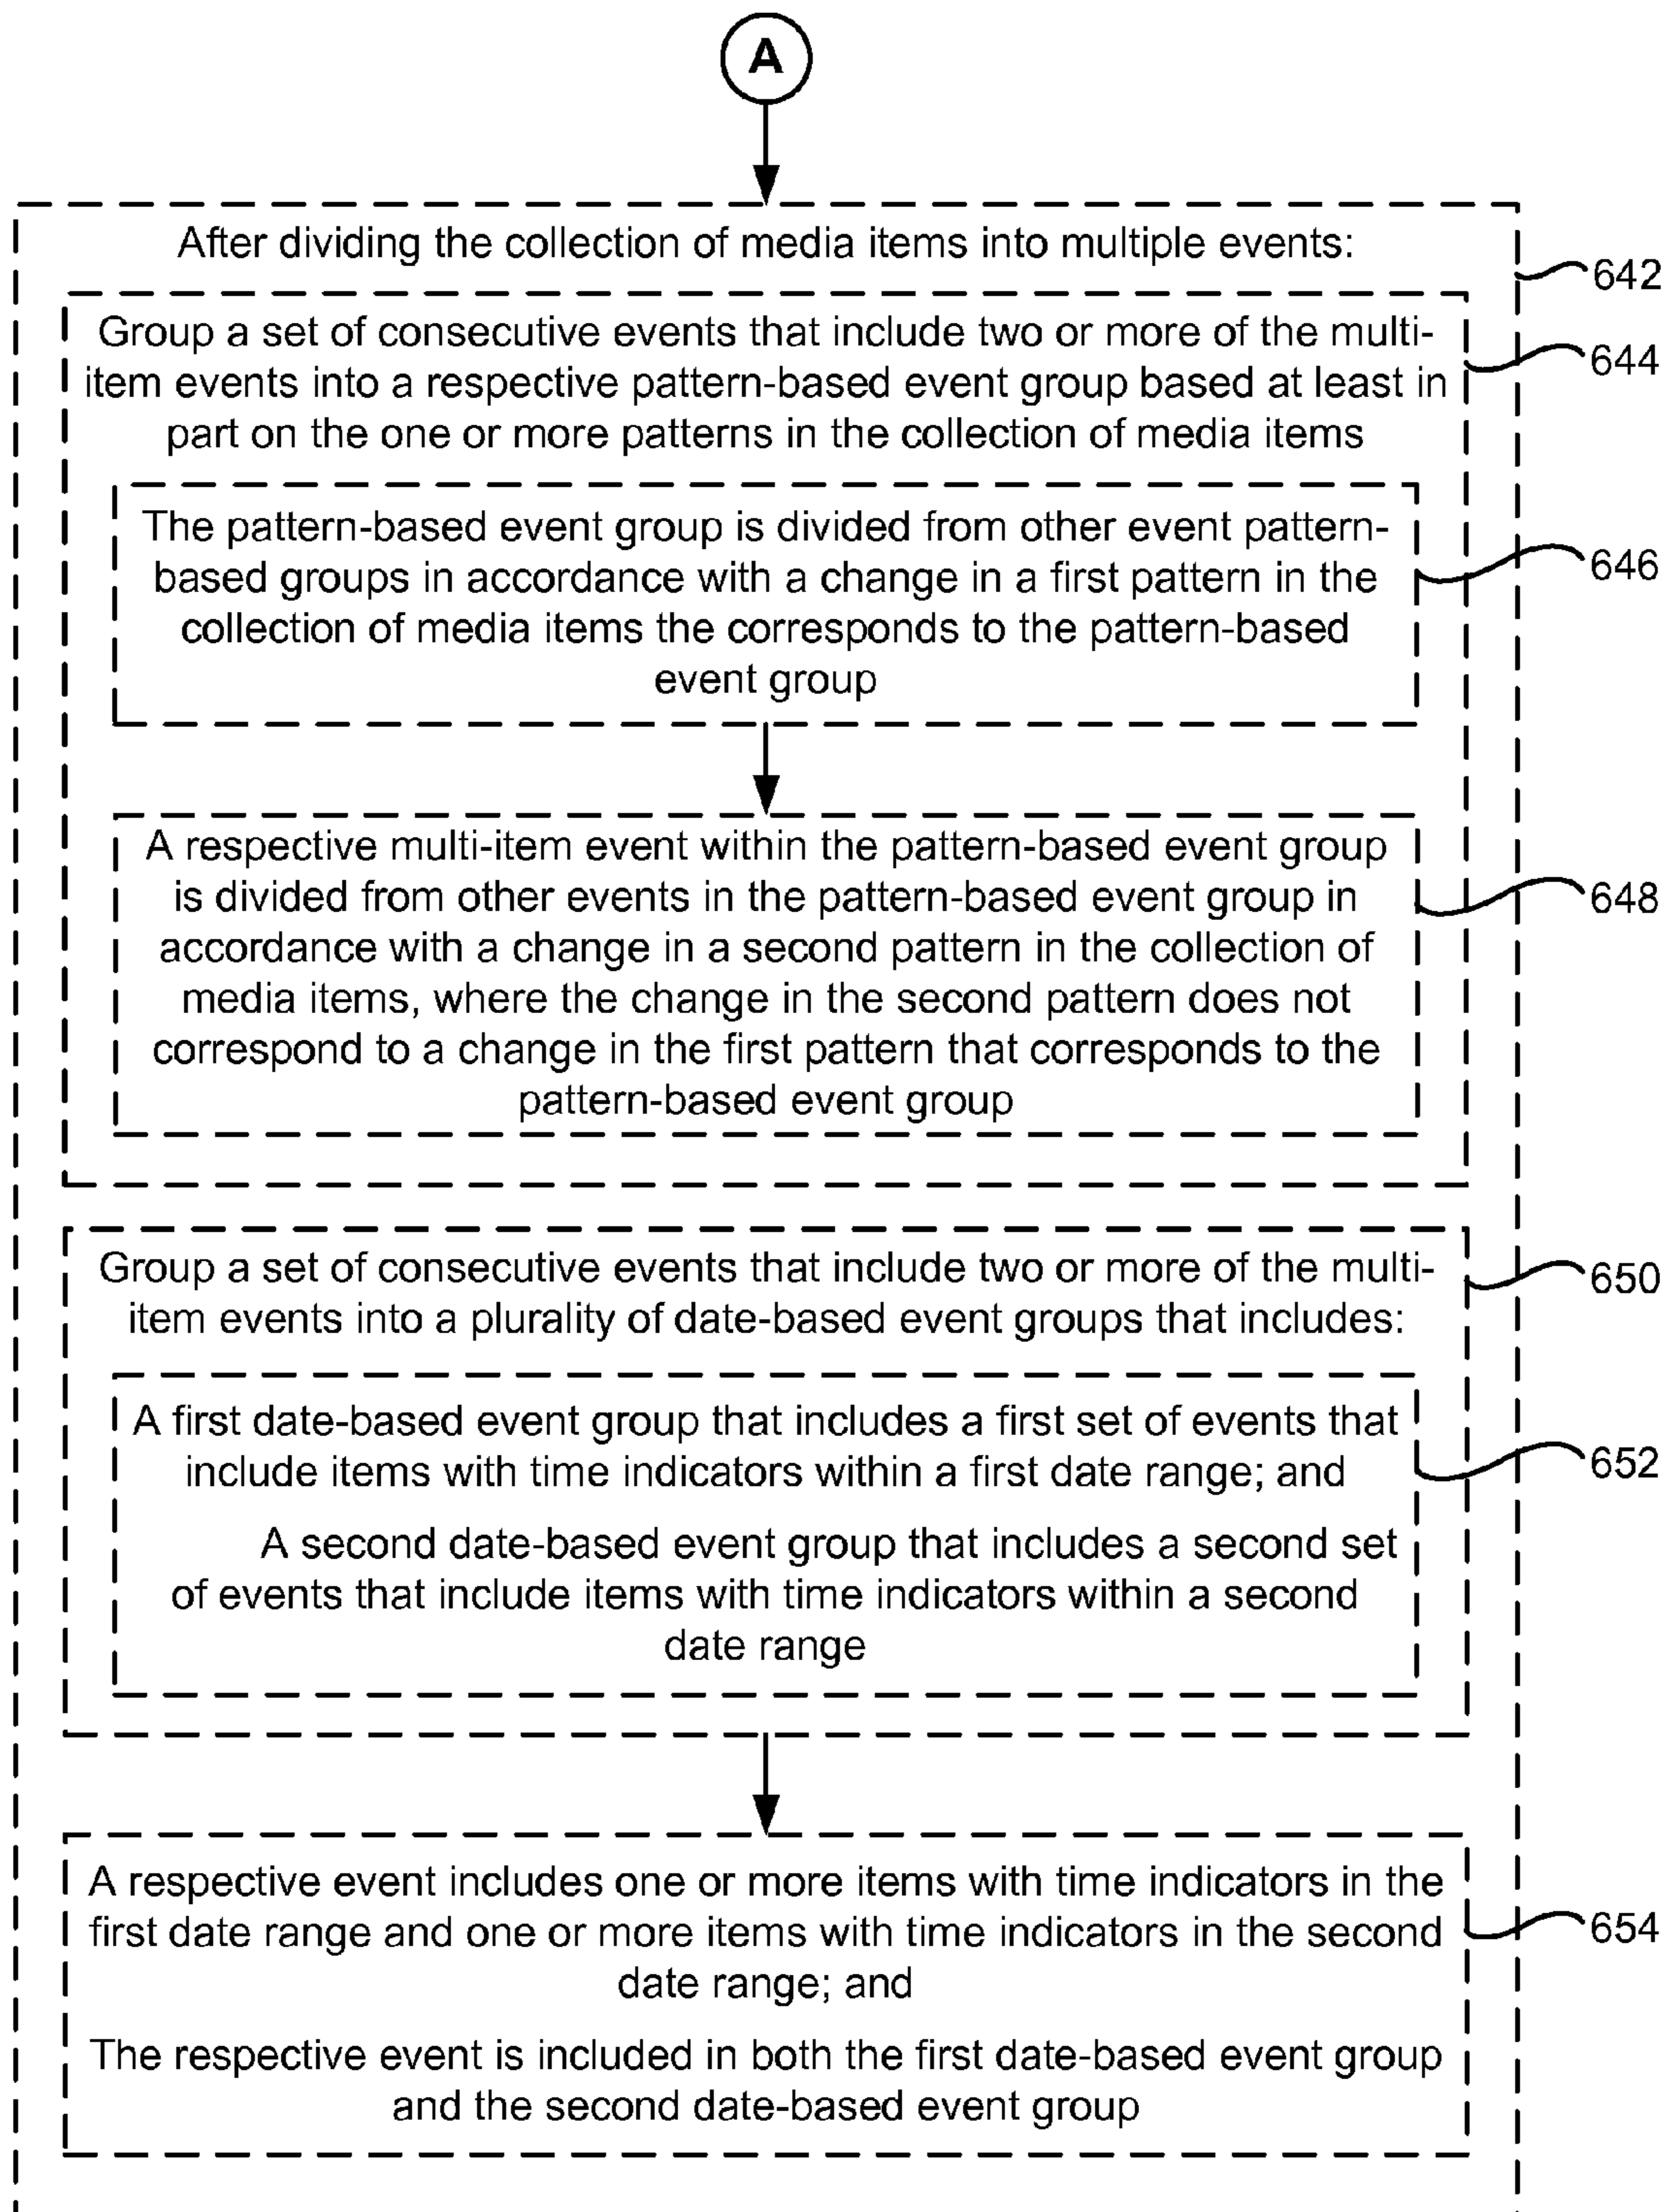 A
After dividing the collection of media items into multiple events:
642
Group a set of consecutive events that include two or more of the multi-
item events into a respective pattern-based event group based at least in
part on the one or more patterns in the collection of media items
644
The pattern-based event group is divided from other event pattern-
based groups in accordance with a change in a first pattern in the
collection of media items the corresponds to the pattern-based
event group
646
A respective multi-item event within the pattern-based event group
is divided from other events in the pattern-based event group in
accordance with a change in a second pattern in the collection of
media items, where the change in the second pattern does not
correspond to a change in the first pattern that corresponds to the
pattern-based event group
648
Group a set of consecutive events that include two or more of the multi-
item events into a plurality of date-based event groups that includes:
650
A first date-based event group that includes a first set of events that
include items with time indicators within a first date range; and
652
A second date-based event group that includes a second set
of events that include items with time indicators within a second
date range
A respective event includes one or more items with time indicators in the
first date range and one or more items with time indicators in the second
date range; and
654
The respective event is included in both the first date-based event group
and the second date-based event group